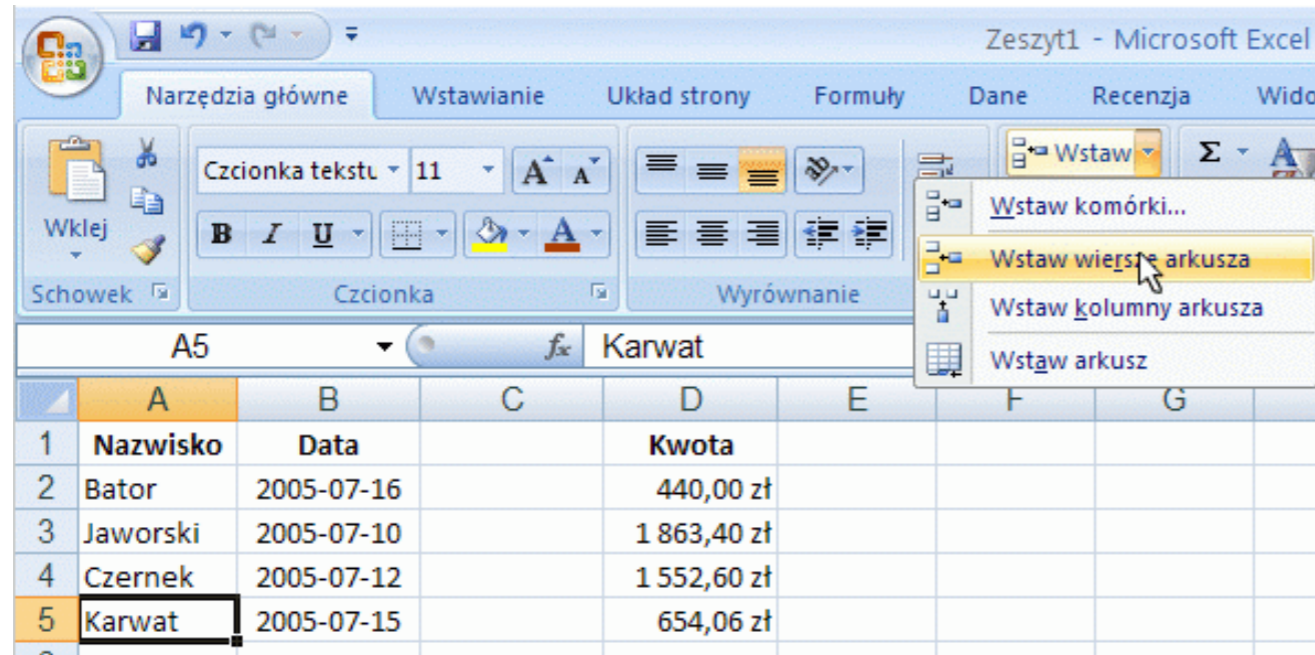 Zeszyt1 - Microsoft Excel
Narzędzia główne Wstawianie Układ strony Formuły Dane Recenzja
Czcionka tekstu 11 A A Wstaw Σ A
Wklej B I U A
Schowek Czcionka Wyrównanie
Wstaw komórki...
Wstaw wiersze arkusza
Wstaw kolumny arkusza
Wstaw arkusz
A5 fx Karwat
A B C D E F G
1 Nazwisko Data Kwota
2 Bator 2005-07-16 440,00 zł
3 Jaworski 2005-07-10 1 863,40 zł
4 Czernek 2005-07-12 1 552,60 zł
5 Karwat 2005-07-15 654,06 zł